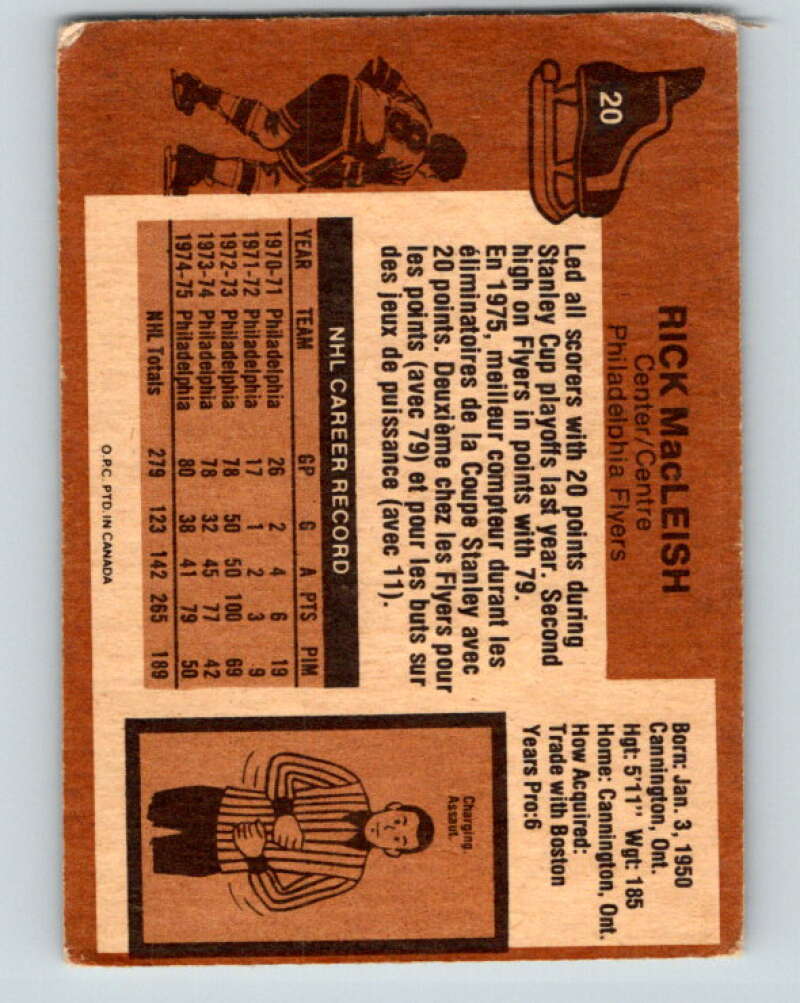 20
RICK MacLEISH
Center/Centre
Philadelphia Flyers
Led all scorers with 20 points during
Stanley Cup playoffs last year. Second
high on Flyers in points with 79.
En 1975, meilleur compteur durant les
éliminatoires de la Coupe Stanley avec
20 points. Deuxième chez les Flyers pour
les points (avec 79) et pour les buts sur
des jeux de puissance (avec 11).
NHL CAREER RECORD
YEAR TEAM GP G A PTS PIM
1970-71 Philadelphia 26 2 4 6 19
1971-72 Philadelphia 17 1 2 3 9
1972-73 Philadelphia 78 50 50 100 69
1973-74 Philadelphia 78 32 45 77 42
1974-75 Philadelphia 80 38 41 79 50
NHL Totals 279 123 142 265 189
O.P.C. PTD. IN CANADA
Born: Jan. 3, 1950
Cannington, Ont.
Hgt: 5'11" Wgt: 185
Home: Cannington, Ont.
How Acquired:
Trade with Boston
Years Pro:6
Charging.
Assaut.
8